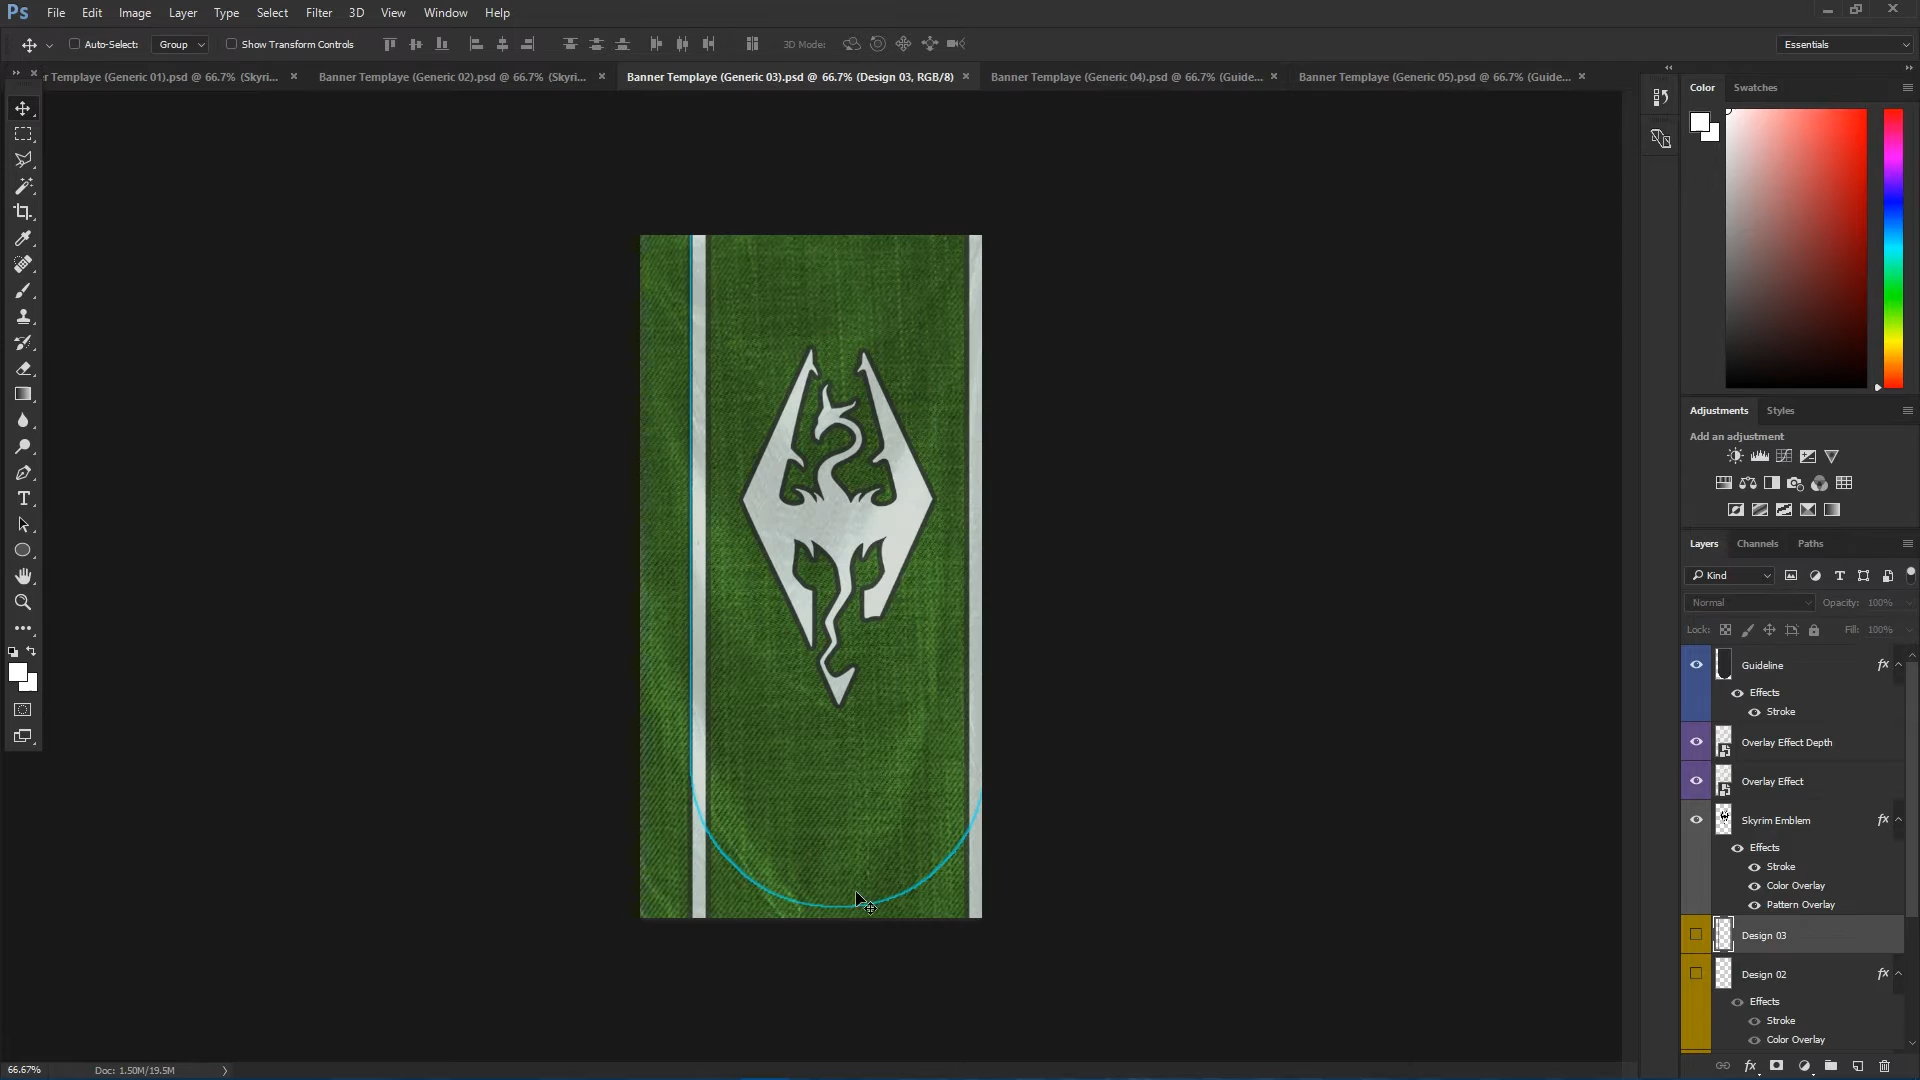 Ps File Edit Image Layer Type Select Filter 3D View Window Help
Auto-Select: Group Show Transform Controls 3D Mode: Essentials
r Templaye (Generic 01).psd @ 66.7% (Skyri... × Banner Templaye (Generic 02).psd @ 66.7% (Skyri... × Banner Templaye (Generic 03).psd @ 66.7% (Design 03, RGB/8) × Banner Templaye (Generic 04).psd @ 66.7% (Guide... × Banner Templaye (Generic 05).psd @ 66.7% (Guide... ×
Color Swatches
Adjustments Styles
Add an adjustment
Layers Channels Paths
Kind
Normal Opacity: 100%
Lock: Fill: 100%
Guideline fx
Effects
Stroke
Overlay Effect Depth
Overlay Effect
Skyrim Emblem fx
Effects
Stroke
Color Overlay
Pattern Overlay
Design 03
Design 02 fx
Effects
Stroke
Color Overlay
66.67% Doc: 1.50M/19.5M
fx